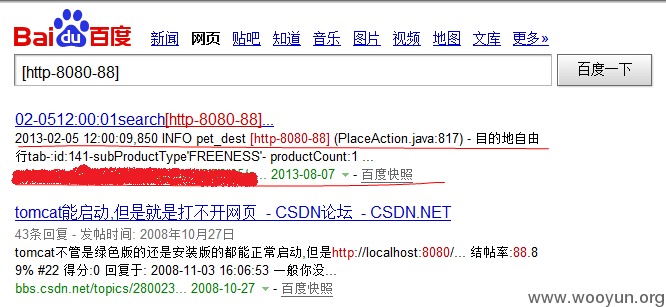 Bai du 百度 新闻 网页 贴吧 知道 音乐 图片 视频 地图 文库 更多»
[http-8080-88] 百度一下
02-0512:00:01search[http-8080-88]...
2013-02-05 12:00:09,850 INFO pet_dest [http-8080-88] (PlaceAction.java:817) - 目的地自由
行tab-:id:141-subProductType'FREENESS'- productCount:1 ...
2013-08-07 - 百度快照
tomcat能启动,但是就是打不开网页 - CSDN论坛 - CSDN.NET
43条回复 - 发帖时间: 2008年10月27日
tomcat不管是绿色版的还是安装版的都能正常启动,但是http://localhost:8080/... 结帖率:88.8
9% #22 得分:0 回复于: 2008-11-03 16:06:53 一般你没...
bbs.csdn.net/topics/280023... 2008-10-27 - 百度快照
www.wooyun.org